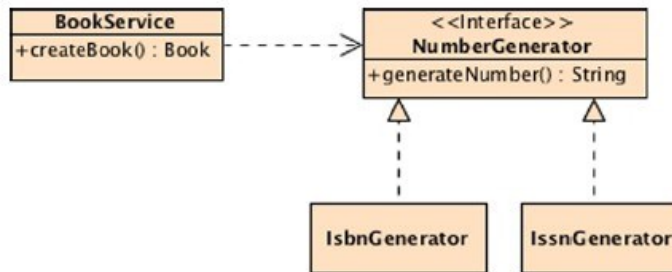 BookService
+createBook() : Book
<<Interface>>
NumberGenerator
+generateNumber() : String
IsbnGenerator
IssnGenerator